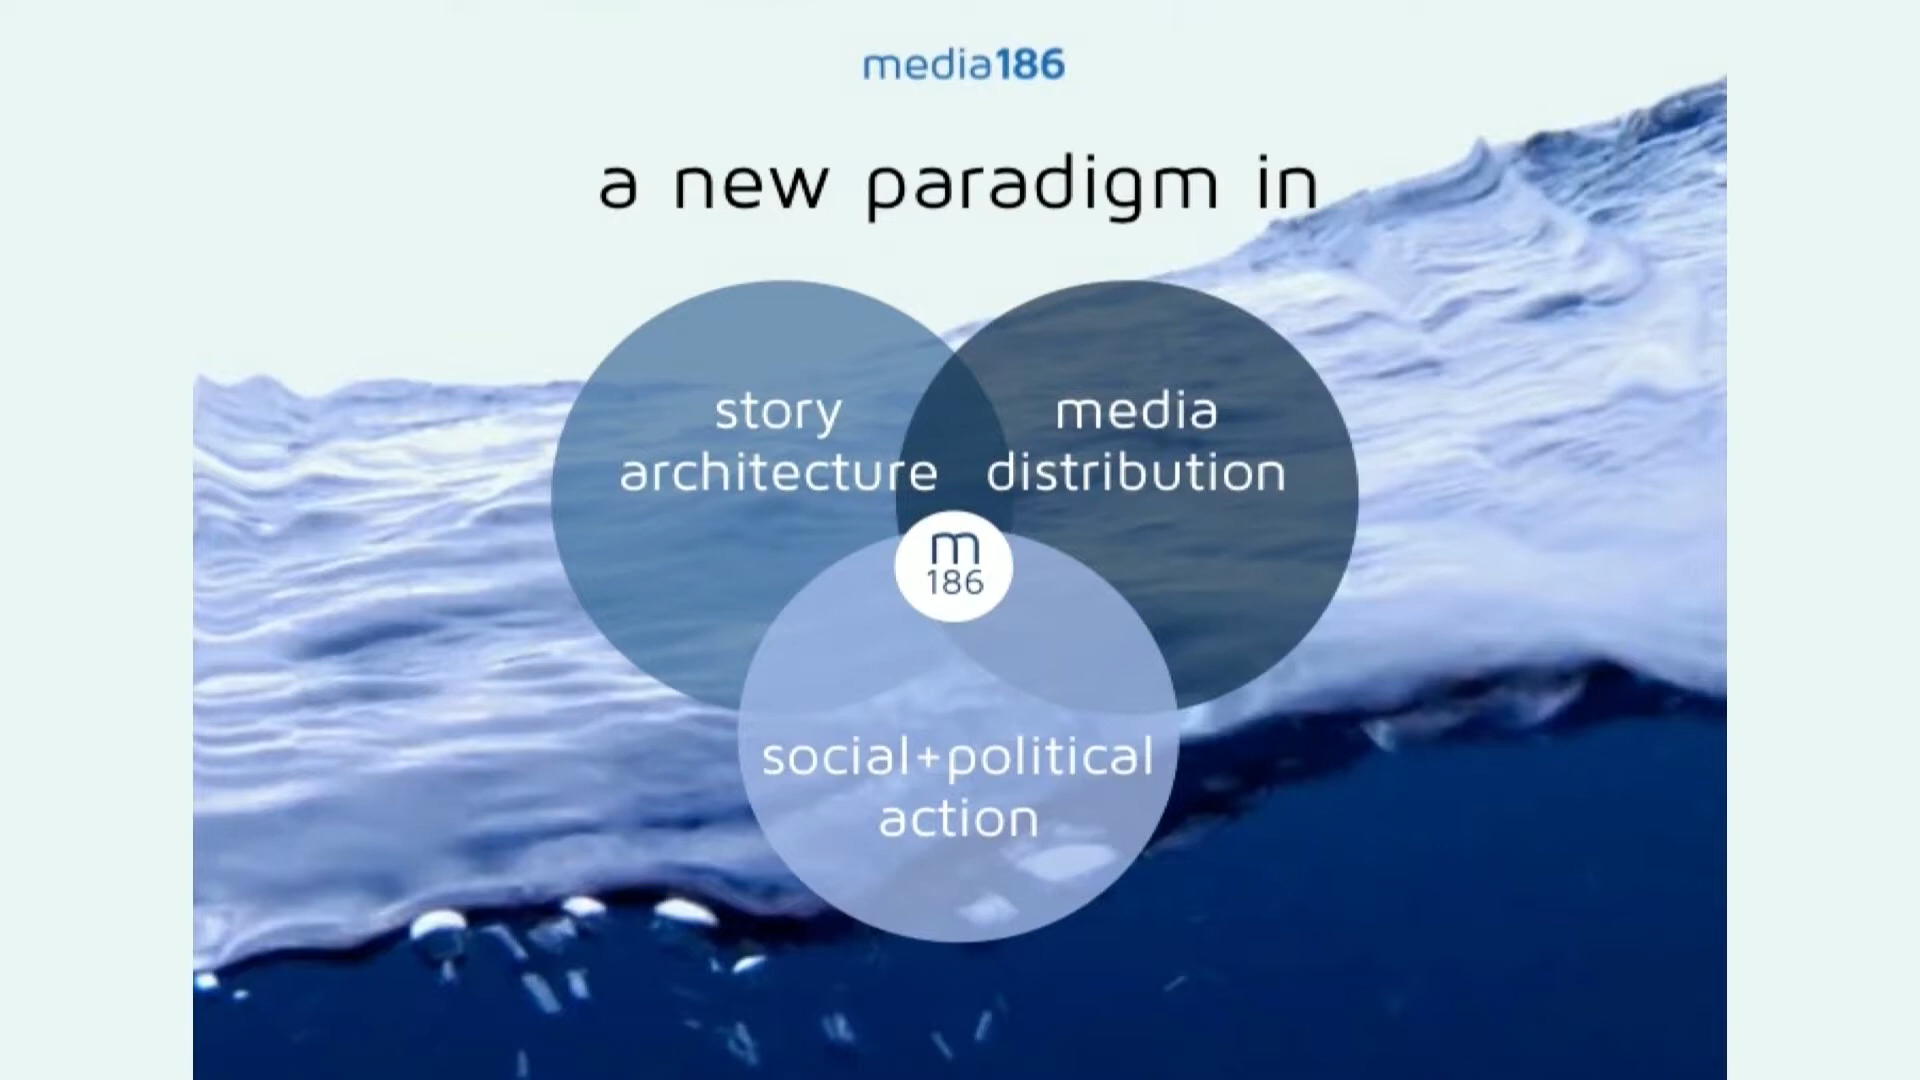 media186
a new paradigm in
story
architecture
media
distribution
m
186
social+political
action